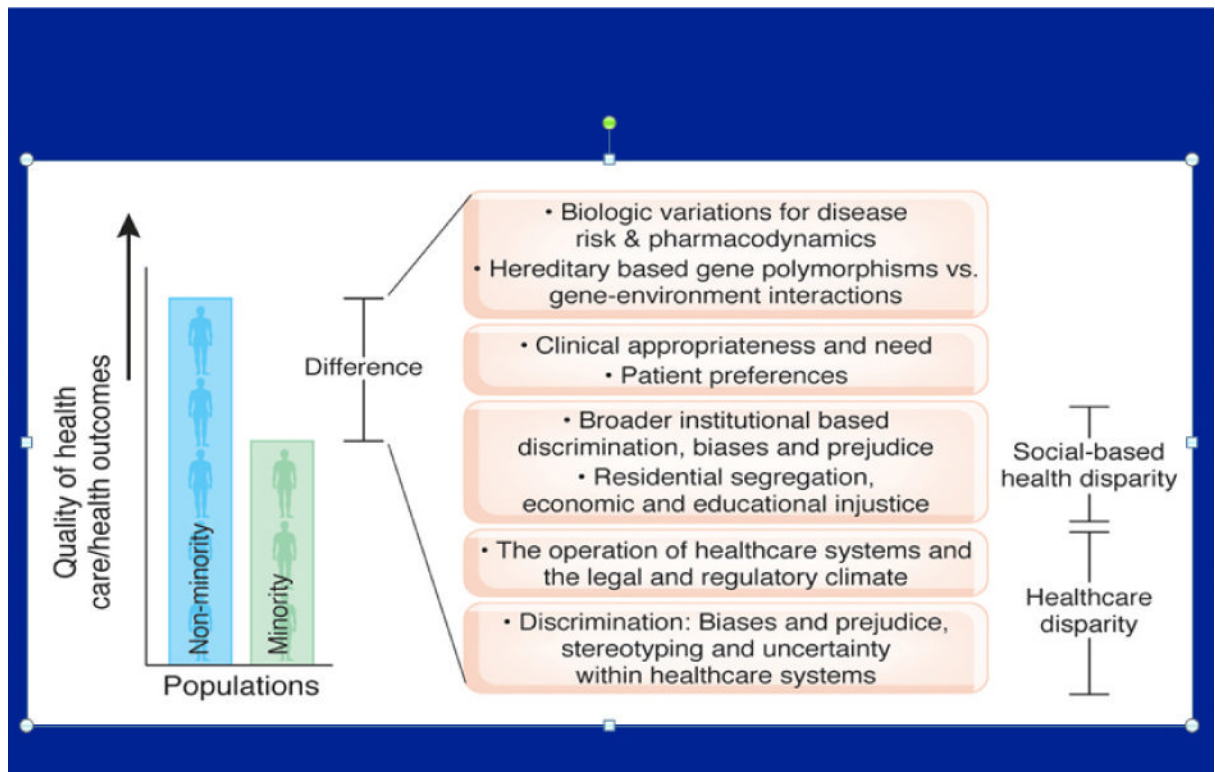 Quality of health
care/health outcomes
Non-minority
Minority
Populations
Difference
• Biologic variations for disease
risk & pharmacodynamics
• Hereditary based gene polymorphisms vs.
gene-environment interactions
• Clinical appropriateness and need
• Patient preferences
• Broader institutional based
discrimination, biases and prejudice
• Residential segregation,
economic and educational injustice
• The operation of healthcare systems and
the legal and regulatory climate
• Discrimination: Biases and prejudice,
stereotyping and uncertainty
within healthcare systems
Social-based
health disparity
Healthcare
disparity